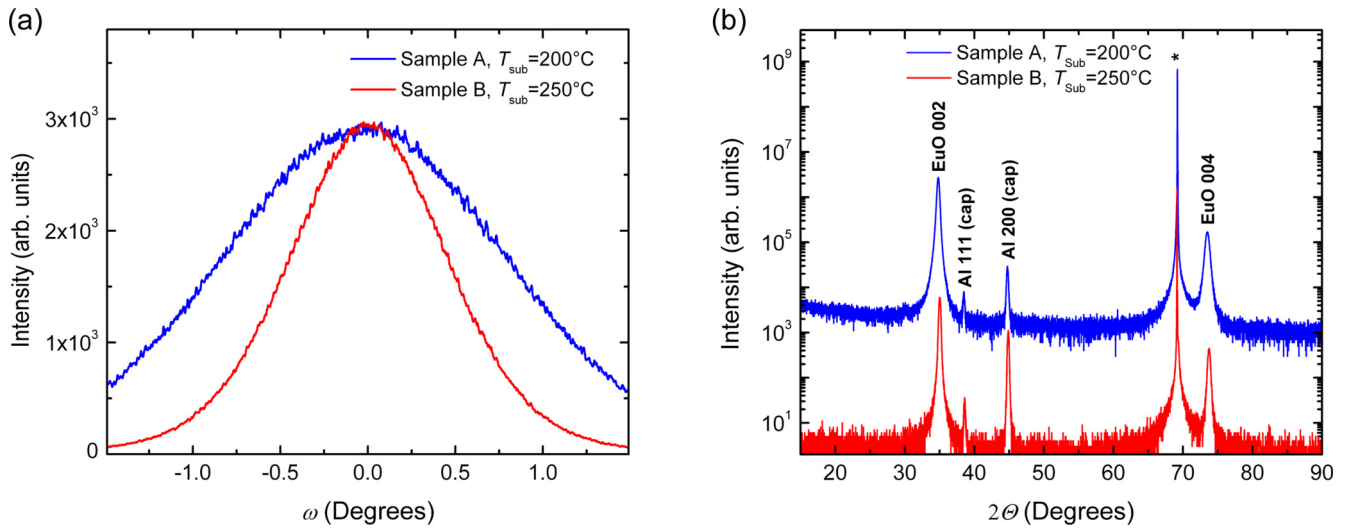 (a)
Sample A, Tsub=200°C
Sample B, Tsub=250°C
3x10³
2x10³
1x10³
0
Intensity (arb. units)
-1.0 -0.5 0.0 0.5 1.0
ω (Degrees)
(b)
Sample A, TSub=200°C
Sample B, TSub=250°C
*
EuO 002
Al 111 (cap)
Al 200 (cap)
EuO 004
10⁹
10⁷
10⁵
10³
10¹
Intensity (arb. units)
20 30 40 50 60 70 80 90
2Θ (Degrees)